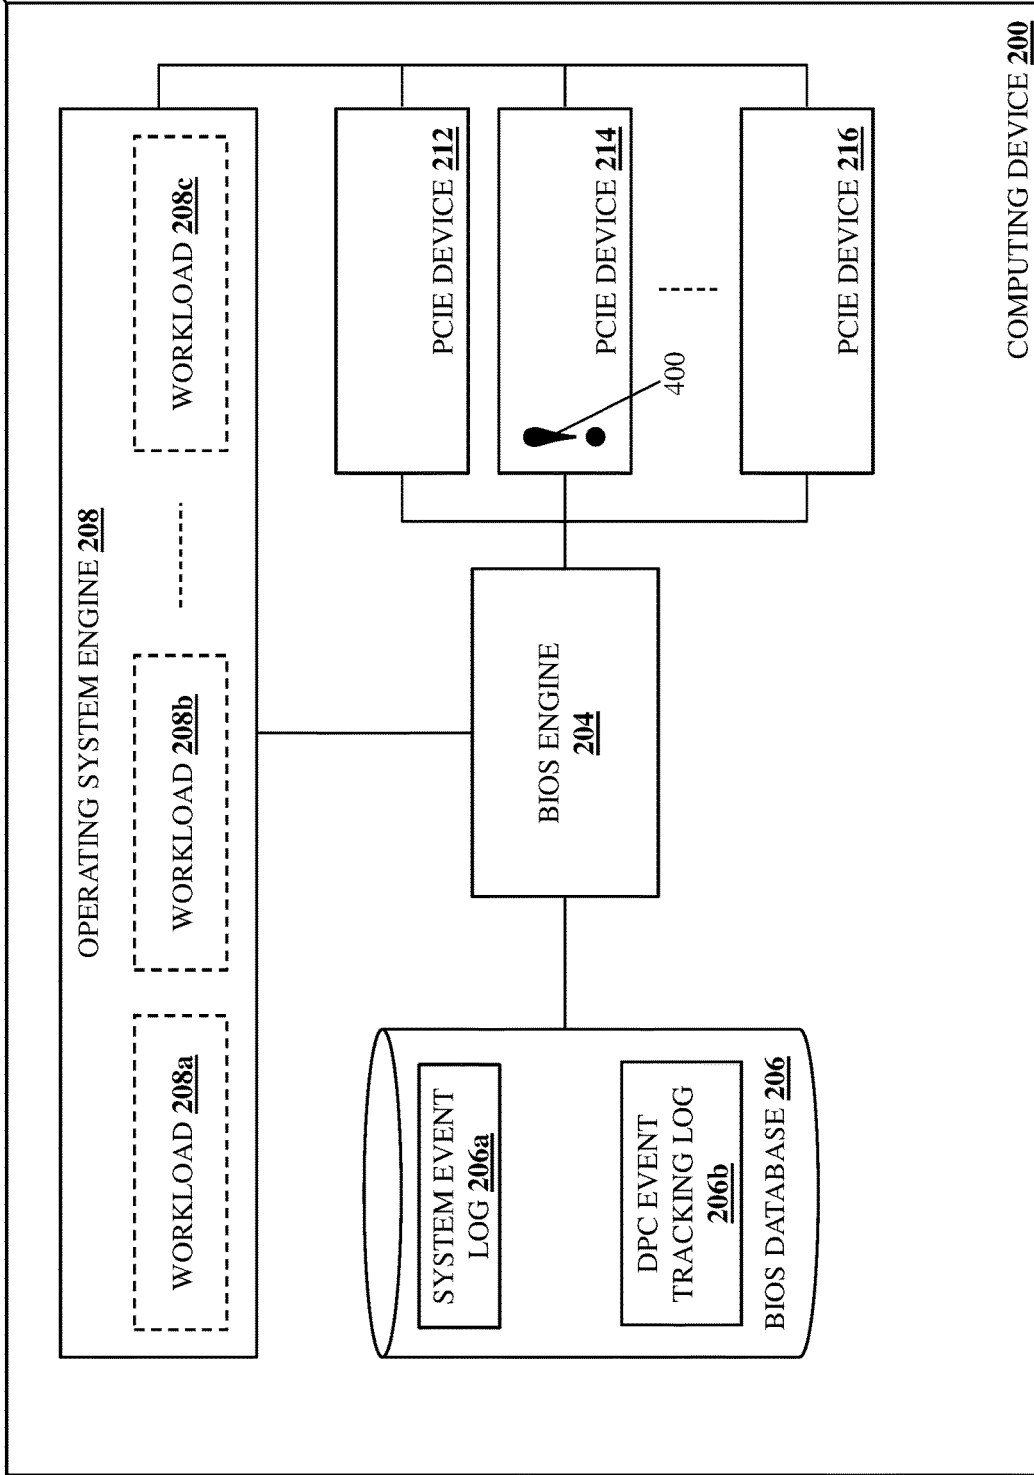 OPERATING SYSTEM ENGINE 208
WORKLOAD 208a
WORKLOAD 208b
WORKLOAD 208c
SYSTEM EVENT
LOG 206a
DPC EVENT
TRACKING LOG
206b
BIOS DATABASE 206
BIOS ENGINE
204
PCIE DEVICE 212
PCIE DEVICE 214
400
PCIE DEVICE 216
COMPUTING DEVICE 200